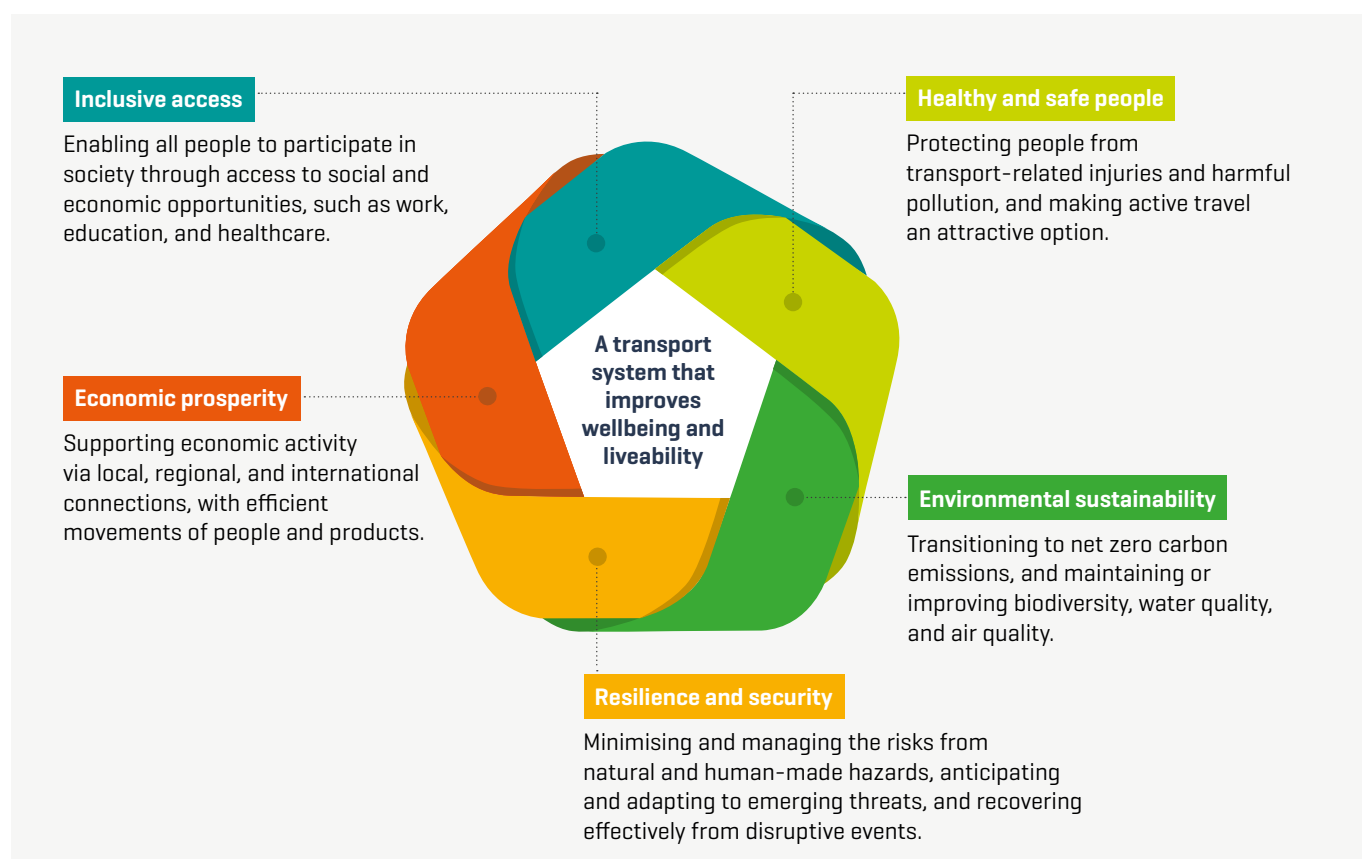 Inclusive access
Enabling all people to participate in
society through access to social and
economic opportunities, such as work,
education, and healthcare.
Healthy and safe people
Protecting people from
transport-related injuries and harmful
pollution, and making active travel
an attractive option.
A transport
system that
improves
wellbeing and
liveability
Economic prosperity
Supporting economic activity
via local, regional, and international
connections, with efficient
movements of people and products.
Environmental sustainability
Transitioning to net zero carbon
emissions, and maintaining or
improving biodiversity, water quality,
and air quality.
Resilience and security
Minimising and managing the risks from
natural and human-made hazards, anticipating
and adapting to emerging threats, and recovering
effectively from disruptive events.